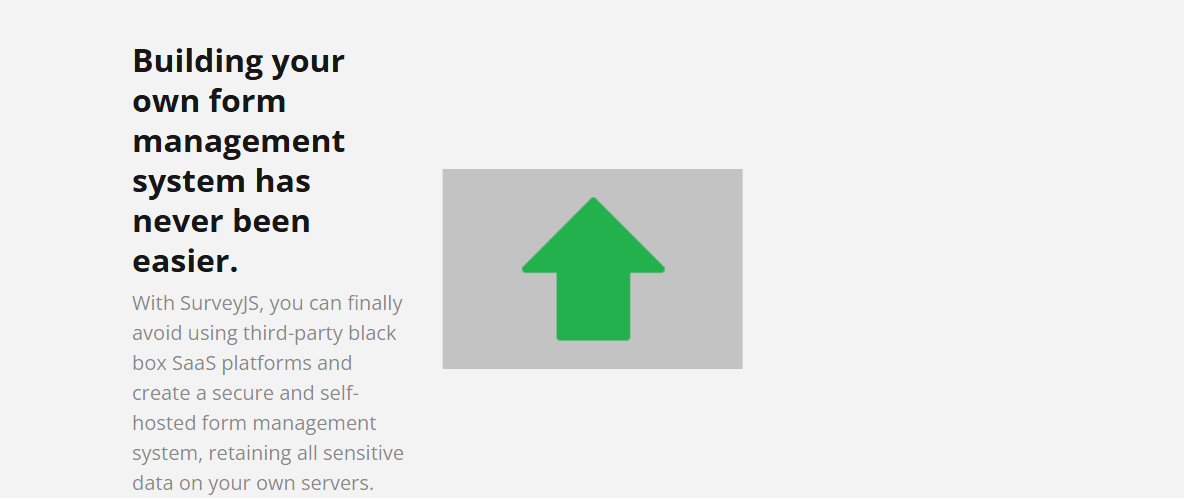 Building your
own form
management
system has
never been
easier.
With SurveyJS, you can finally
avoid using third-party black
box SaaS platforms and
create a secure and self-
hosted form management
system, retaining all sensitive
data on your own servers.